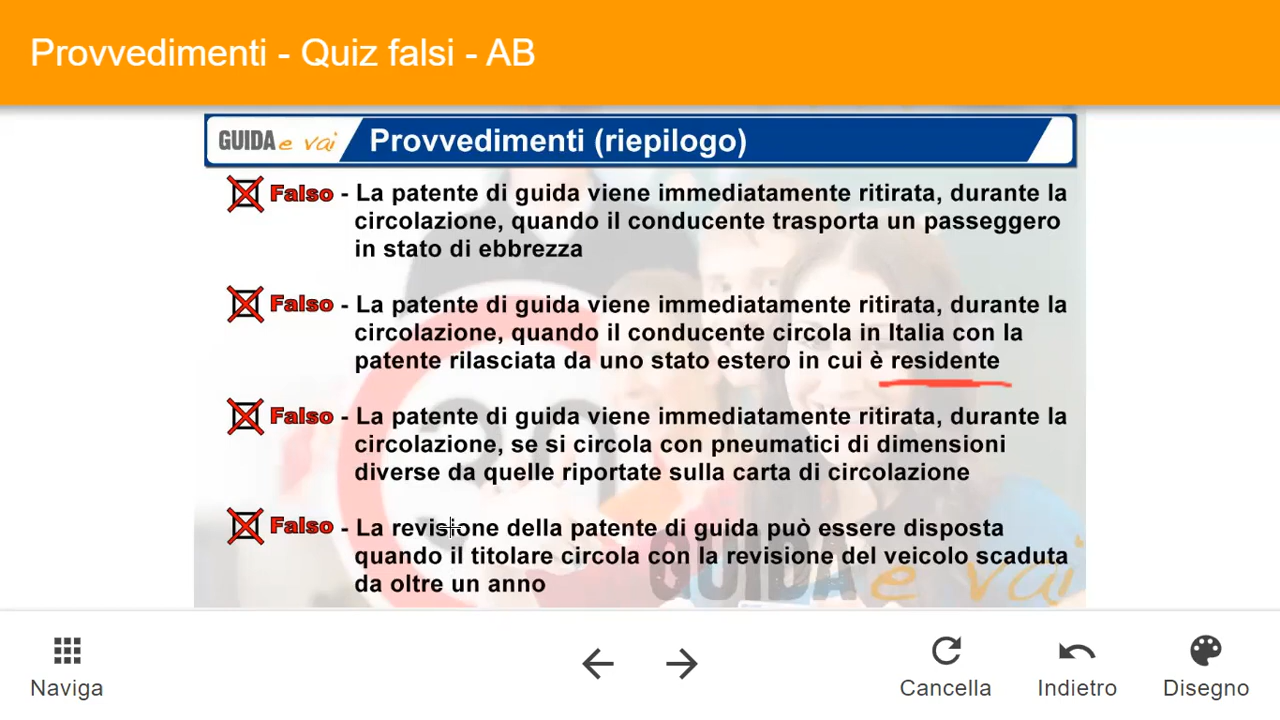 Provvedimenti - Quiz falsi - AB
GUIDA e vai Provvedimenti (riepilogo)
Falso - La patente di guida viene immediatamente ritirata, durante la
circolazione, quando il conducente trasporta un passeggero
in stato di ebbrezza
Falso - La patente di guida viene immediatamente ritirata, durante la
circolazione, quando il conducente circola in Italia con la
patente rilasciata da uno stato estero in cui è residente
Falso - La patente di guida viene immediatamente ritirata, durante la
circolazione, se si circola con pneumatici di dimensioni
diverse da quelle riportate sulla carta di circolazione
Falso - La revisione della patente di guida può essere disposta
quando il titolare circola con la revisione del veicolo scaduta
da oltre un anno
GUIDA e vai
Naviga
Cancella
Indietro
Disegno